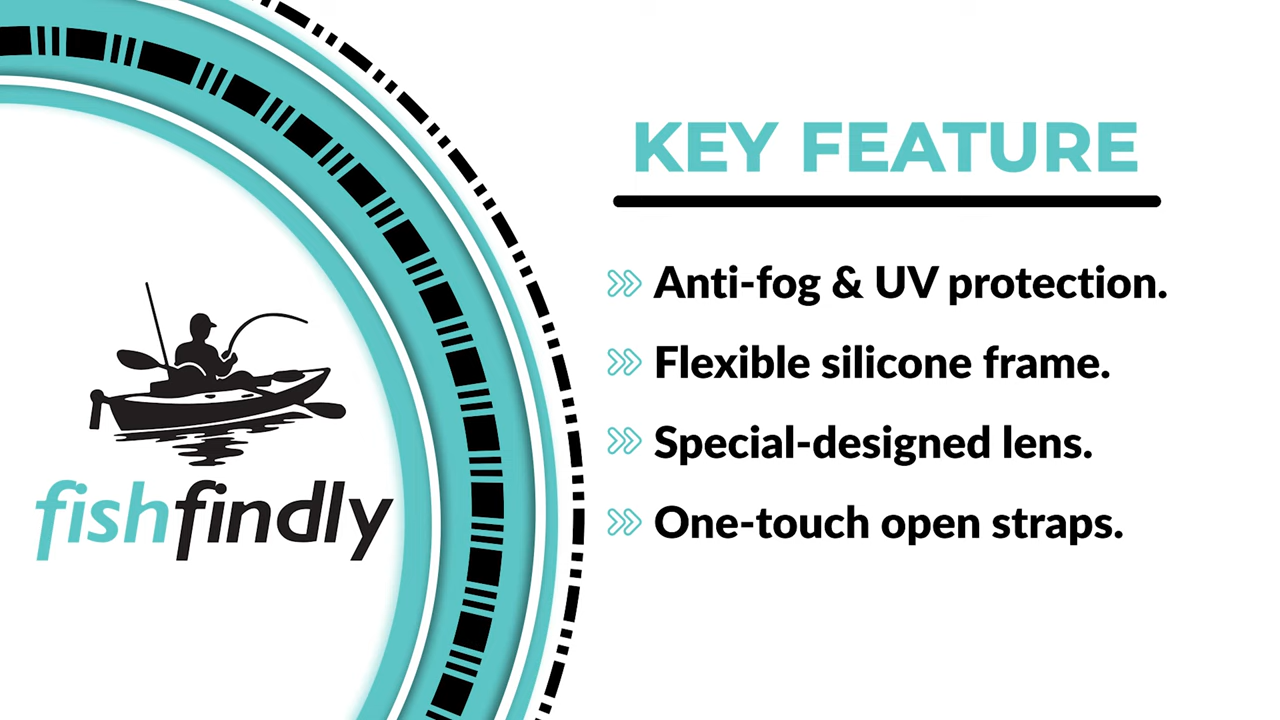 KEY FEATURE
Anti-fog & UV protection.
Flexible silicone frame.
Special-designed lens.
One-touch open straps.
fishfindly